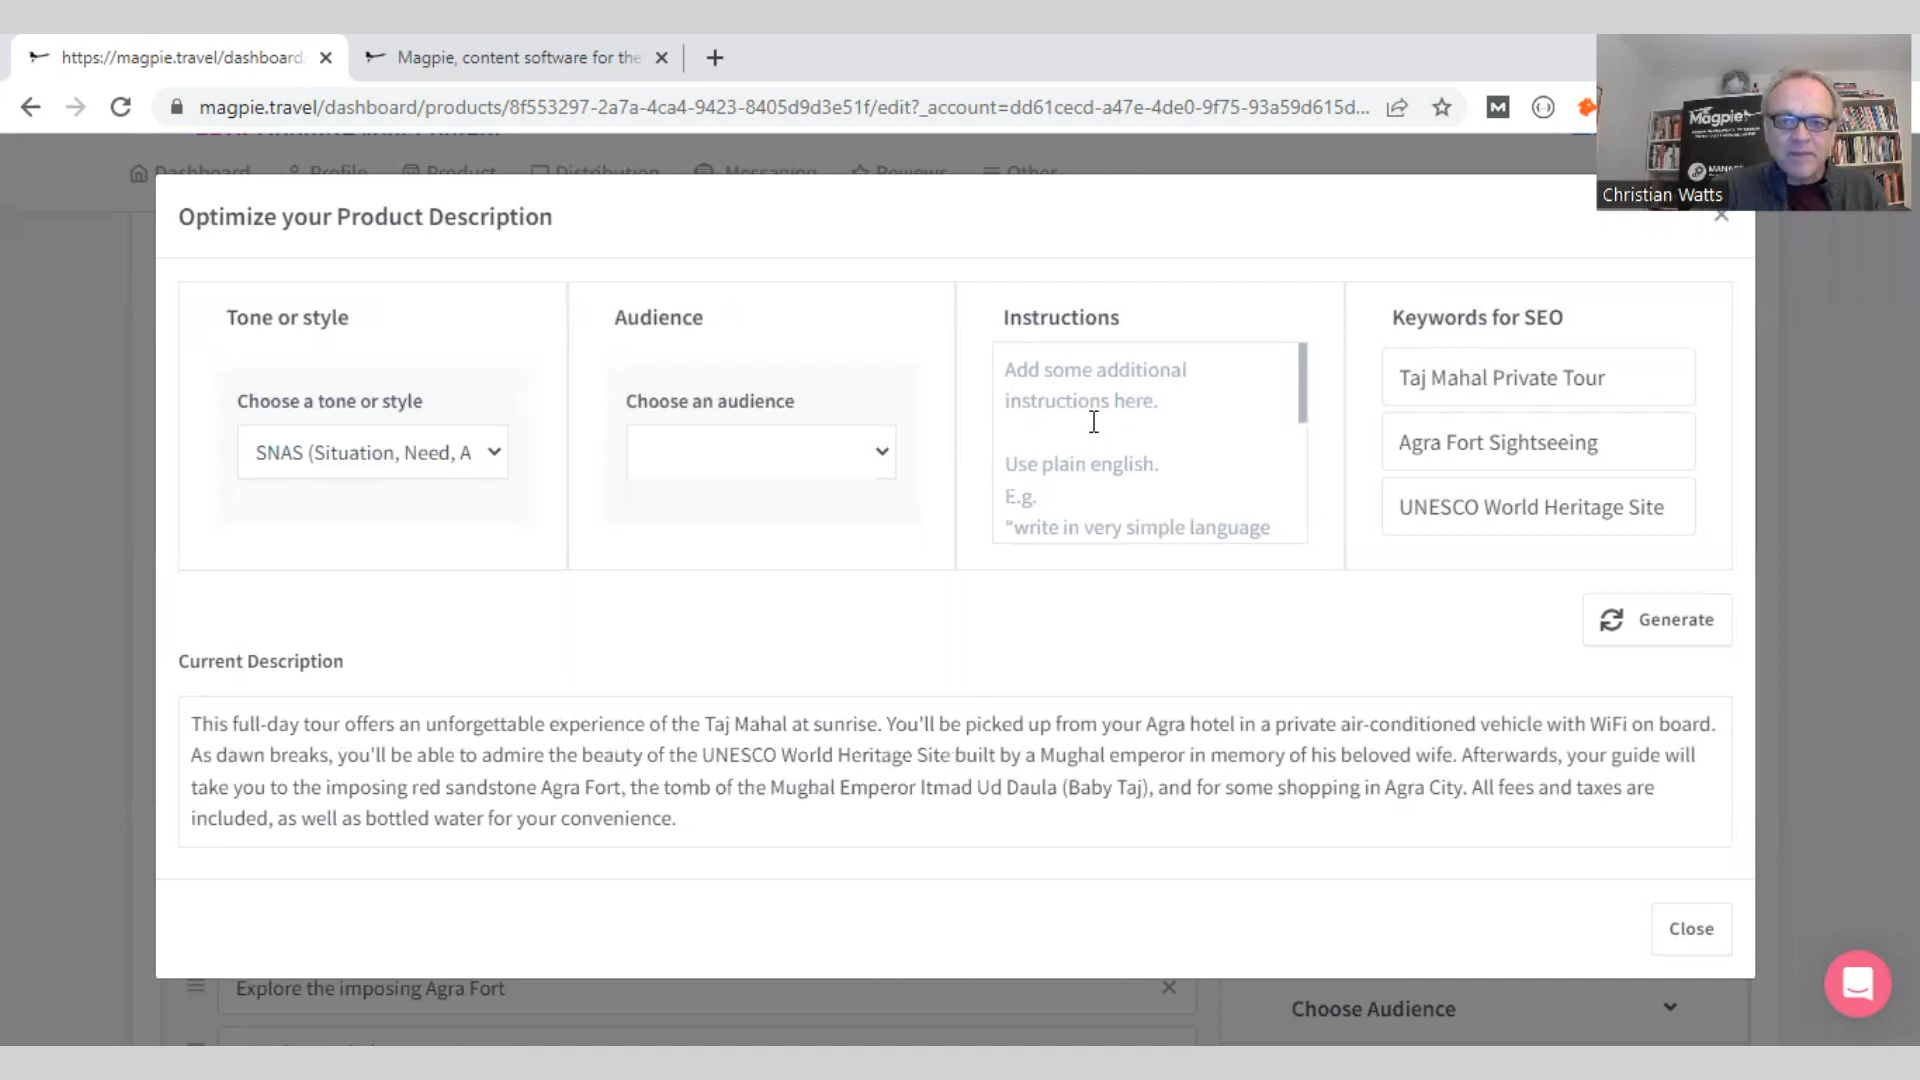 https://magpie.travel/dashboard
Magpie, content software for the
magpie.travel/dashboard/products/8f553297-2a7a-4ca4-9423-8405d9d3e51f/edit?_account=dd61cecd-a47e-4de0-9f75-93a59d615d...
M
Magpie
Christian Watts
Dashboard
Profile
Product
Distribution
Messaging
Reviews
Other
Optimize your Product Description
Tone or style
Choose a tone or style
SNAS (Situation, Need, A
Audience
Choose an audience
Instructions
Add some additional
instructions here.
Use plain english.
E.g.
"write in very simple language
Keywords for SEO
Taj Mahal Private Tour
Agra Fort Sightseeing
UNESCO World Heritage Site
Generate
Current Description
This full-day tour offers an unforgettable experience of the Taj Mahal at sunrise. You'll be picked up from your Agra hotel in a private air-conditioned vehicle with WiFi on board.
As dawn breaks, you'll be able to admire the beauty of the UNESCO World Heritage Site built by a Mughal emperor in memory of his beloved wife. Afterwards, your guide will
take you to the imposing red sandstone Agra Fort, the tomb of the Mughal Emperor Itmad Ud Daula (Baby Taj), and for some shopping in Agra City. All fees and taxes are
included, as well as bottled water for your convenience.
Close
Explore the imposing Agra Fort
Choose Audience